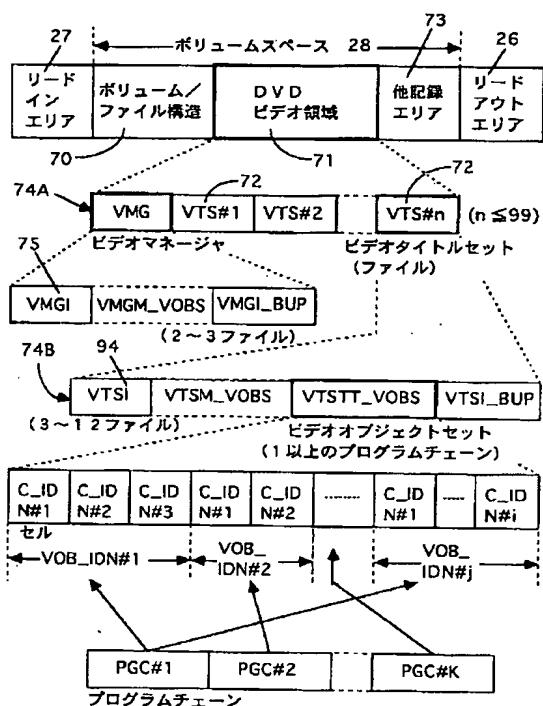 27
ボリュームスペース 28
73
26
リード
イン
エリア
ボリューム／
ファイル構造
DVD
ビデオ領域
他記録
エリア
リード
アウト
エリア
70
71
72
72
74A
VMG
VTS#1
VTS#2
VTS#n
(n≦99)
ビデオマネージャ
ビデオタイトルセット
(ファイル)
75
VMGI
VMGM_VOBS
VMGI_BUP
(2〜3ファイル)
94
74B
VTSI
VTSM_VOBS
VTSTT_VOBS
VTSI_BUP
(3〜12ファイル)
ビデオオブジェクトセット
(1以上のプログラムチェーン)
C_ID
N#1
C_ID
N#2
C_ID
N#3
C_ID
N#1
C_ID
N#2
........
C_ID
N#1
.....
C_ID
N#i
セル
VOB_IDN#1
VOB_
IDN#2
VOB_
IDN#j
PGC#1
PGC#2
PGC#K
プログラムチェーン